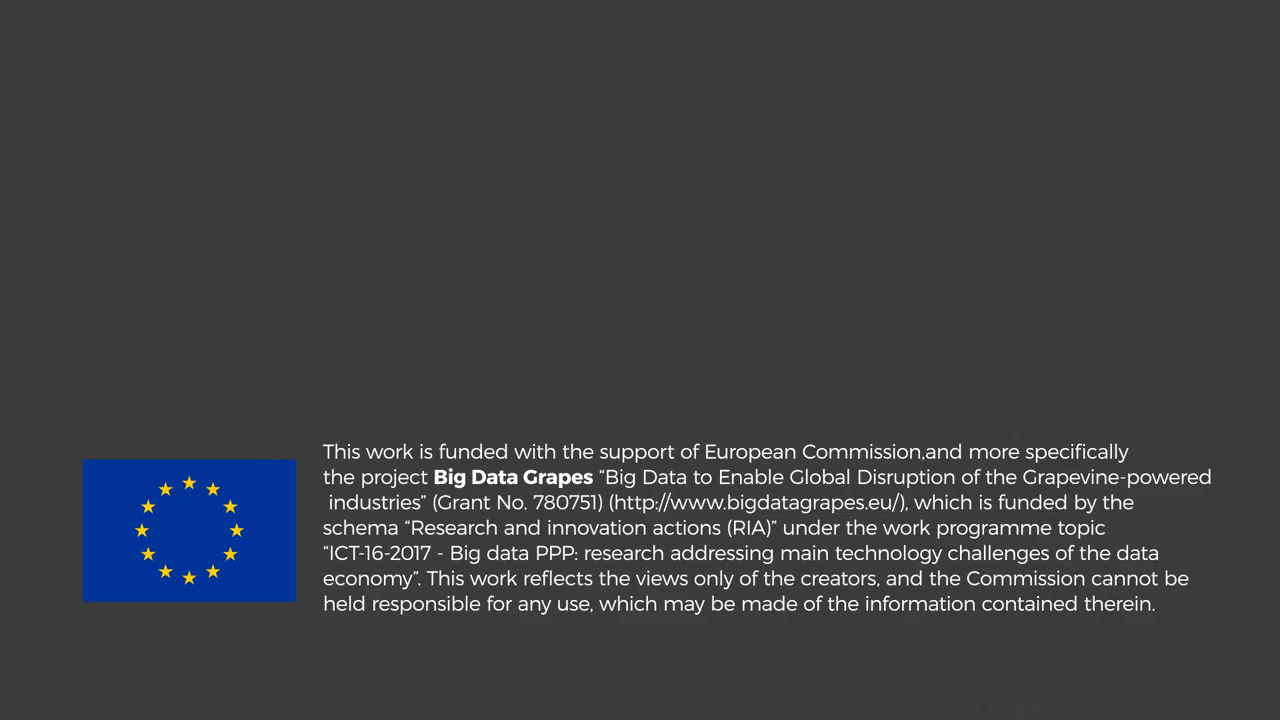 This work is funded with the support of European Commission,and more specifically
the project Big Data Grapes “Big Data to Enable Global Disruption of the Grapevine-powered
industries” (Grant No. 780751) (http://www.bigdatagrapes.eu/), which is funded by the
schema “Research and innovation actions (RIA)” under the work programme topic
“ICT-16-2017 - Big data PPP: research addressing main technology challenges of the data
economy”. This work reflects the views only of the creators, and the Commission cannot be
held responsible for any use, which may be made of the information contained therein.